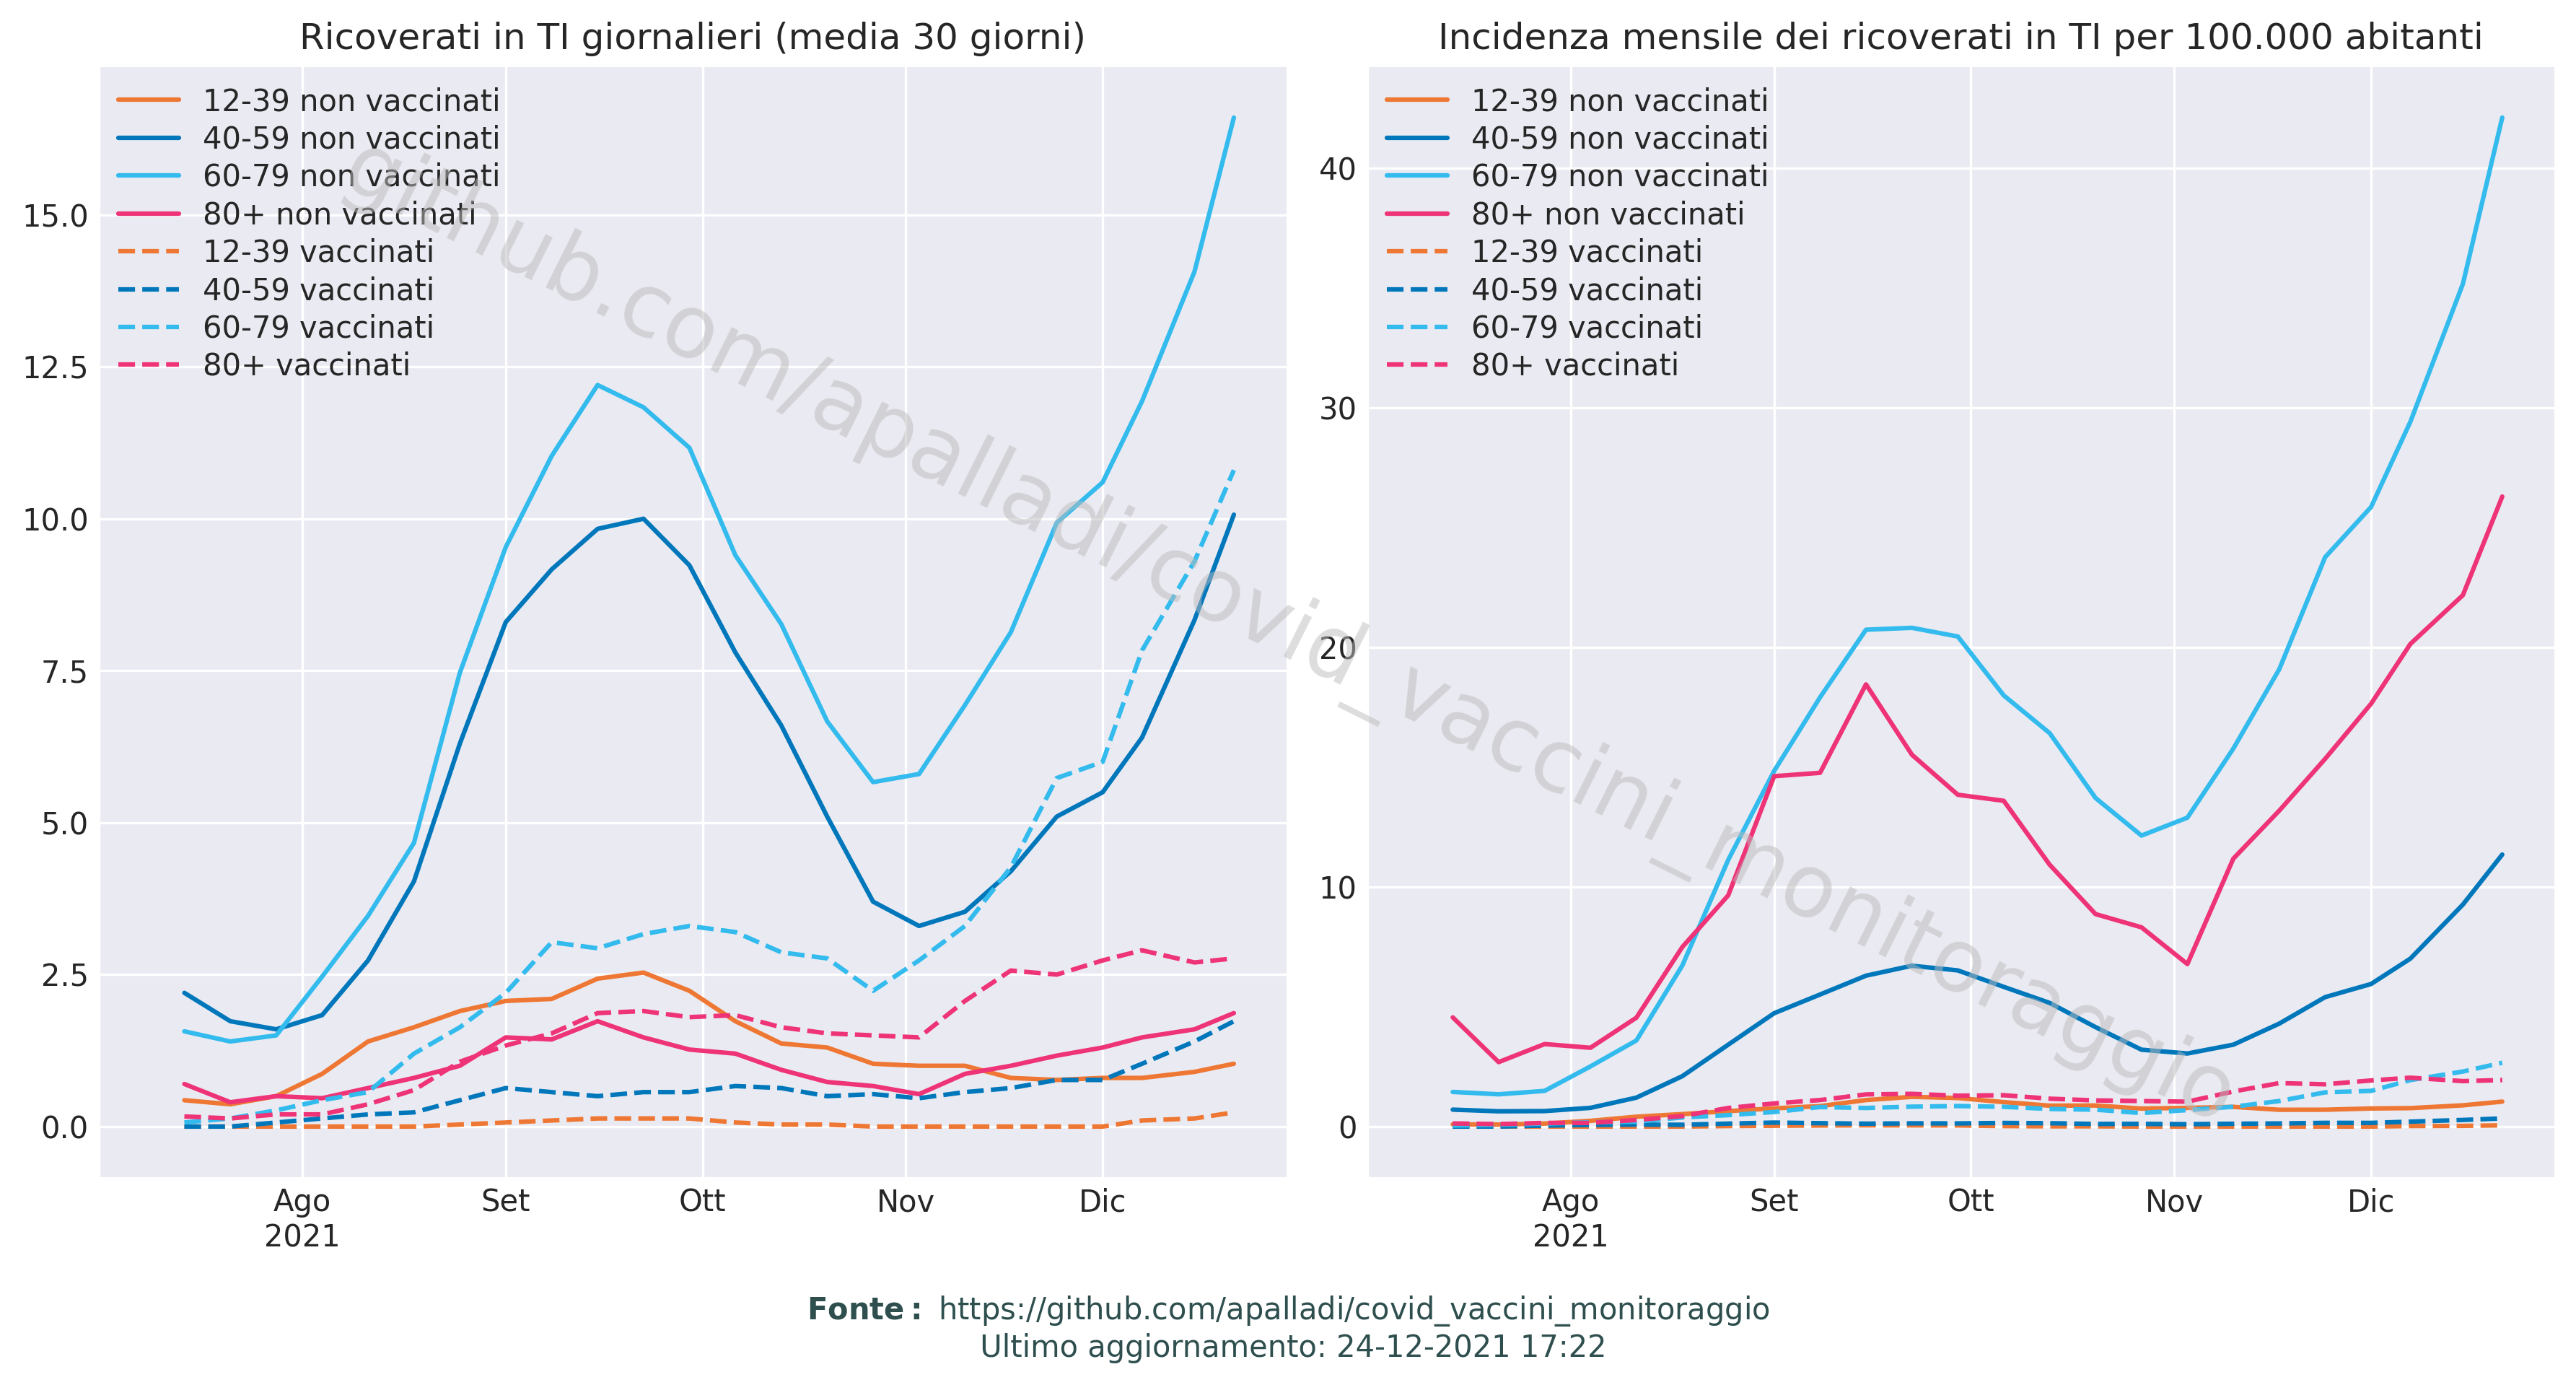 Ricoverati in TI giornalieri (media 30 giorni)
12-39 non vaccinati
40-59 non vaccinati
60-79 non vaccinati
80+ non vaccinati
12-39 vaccinati
40-59 vaccinati
60-79 vaccinati
80+ vaccinati
15.0
12.5
10.0
7.5
5.0
2.5
0.0
Ago
2021
Set
Ott
Nov
Dic
Incidenza mensile dei ricoverati in TI per 100.000 abitanti
12-39 non vaccinati
40-59 non vaccinati
60-79 non vaccinati
80+ non vaccinati
12-39 vaccinati
40-59 vaccinati
60-79 vaccinati
80+ vaccinati
40
30
20
10
0
Ago
2021
Set
Ott
Nov
Dic
github.com/apalladi/covid_vaccini_monitoraggio
Fonte: https://github.com/apalladi/covid_vaccini_monitoraggio
Ultimo aggiornamento: 24-12-2021 17:22